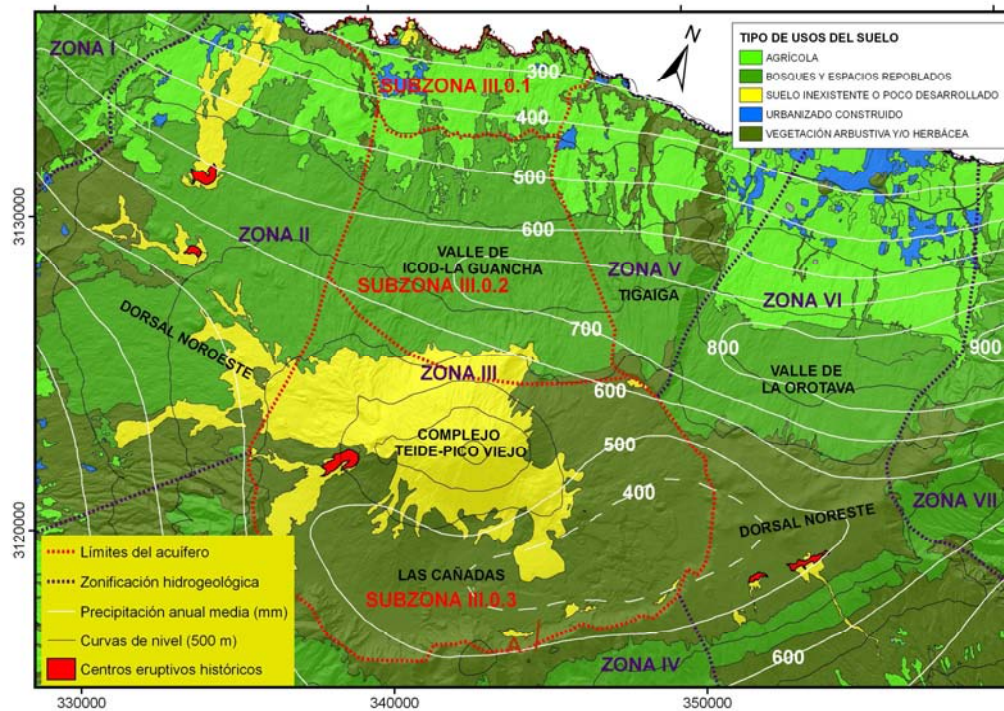 ZONA I
SUBZONA III.0.1
300
400
500
600
ZONA II
VALLE DE
ICOD-LA GUANCHA
SUBZONA III.0.2
ZONA V
TIGAIGA
700
ZONA VI
800
900
VALLE DE
LA OROTAVA
DORSAL NOROESTE
ZONA III
600
COMPLEJO
TEIDE-PICO VIEJO
500
400
ZONA VII
DORSAL NORESTE
LAS CAÑADAS
SUBZONA III.0.3
ZONA IV
600
TIPO DE USOS DEL SUELO
AGRÍCOLA
BOSQUES Y ESPACIOS REPOBLADOS
SUELO INEXISTENTE O POCO DESARROLLADO
URBANIZADO CONSTRUIDO
VEGETACIÓN ARBUSTIVA Y/O HERBÁCEA
N
Límites del acuífero
Zonificación hidrogeológica
Precipitación anual media (mm)
Curvas de nivel (500 m)
Centros eruptivos históricos
3130000
3120000
330000
340000
350000